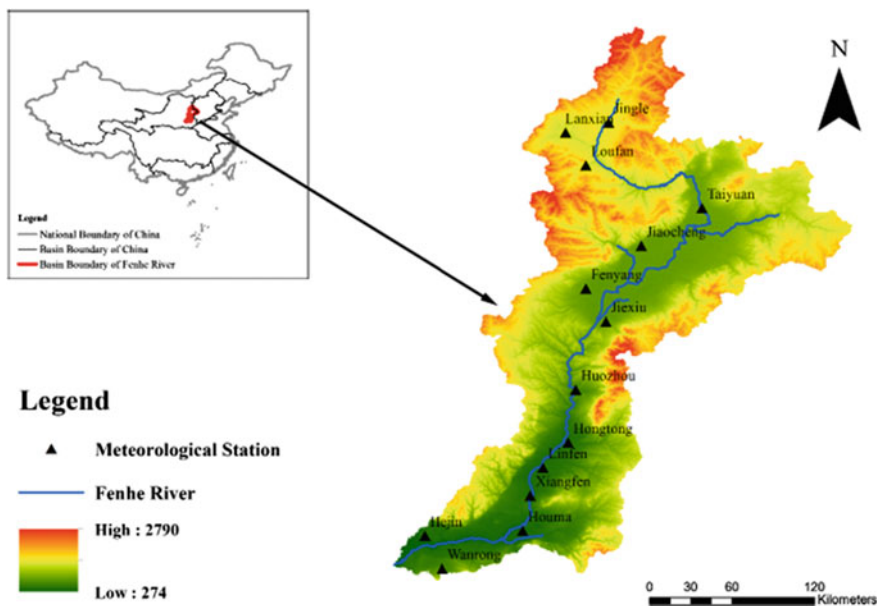 Legend
National Boundary of China
Basin Boundary of China
Basin Boundary of Fenhe River
N
Jingle
Lanxian
Loufan
Taiyuan
Jiaocheng
Fenyang
Jiexiu
Huozhou
Hongtong
Linfen
Xiangfen
Hejin
Houma
Wanrong
Legend
Meteorological Station
Fenhe River
High : 2790
Low : 274
0 30 60 120
Kilometers